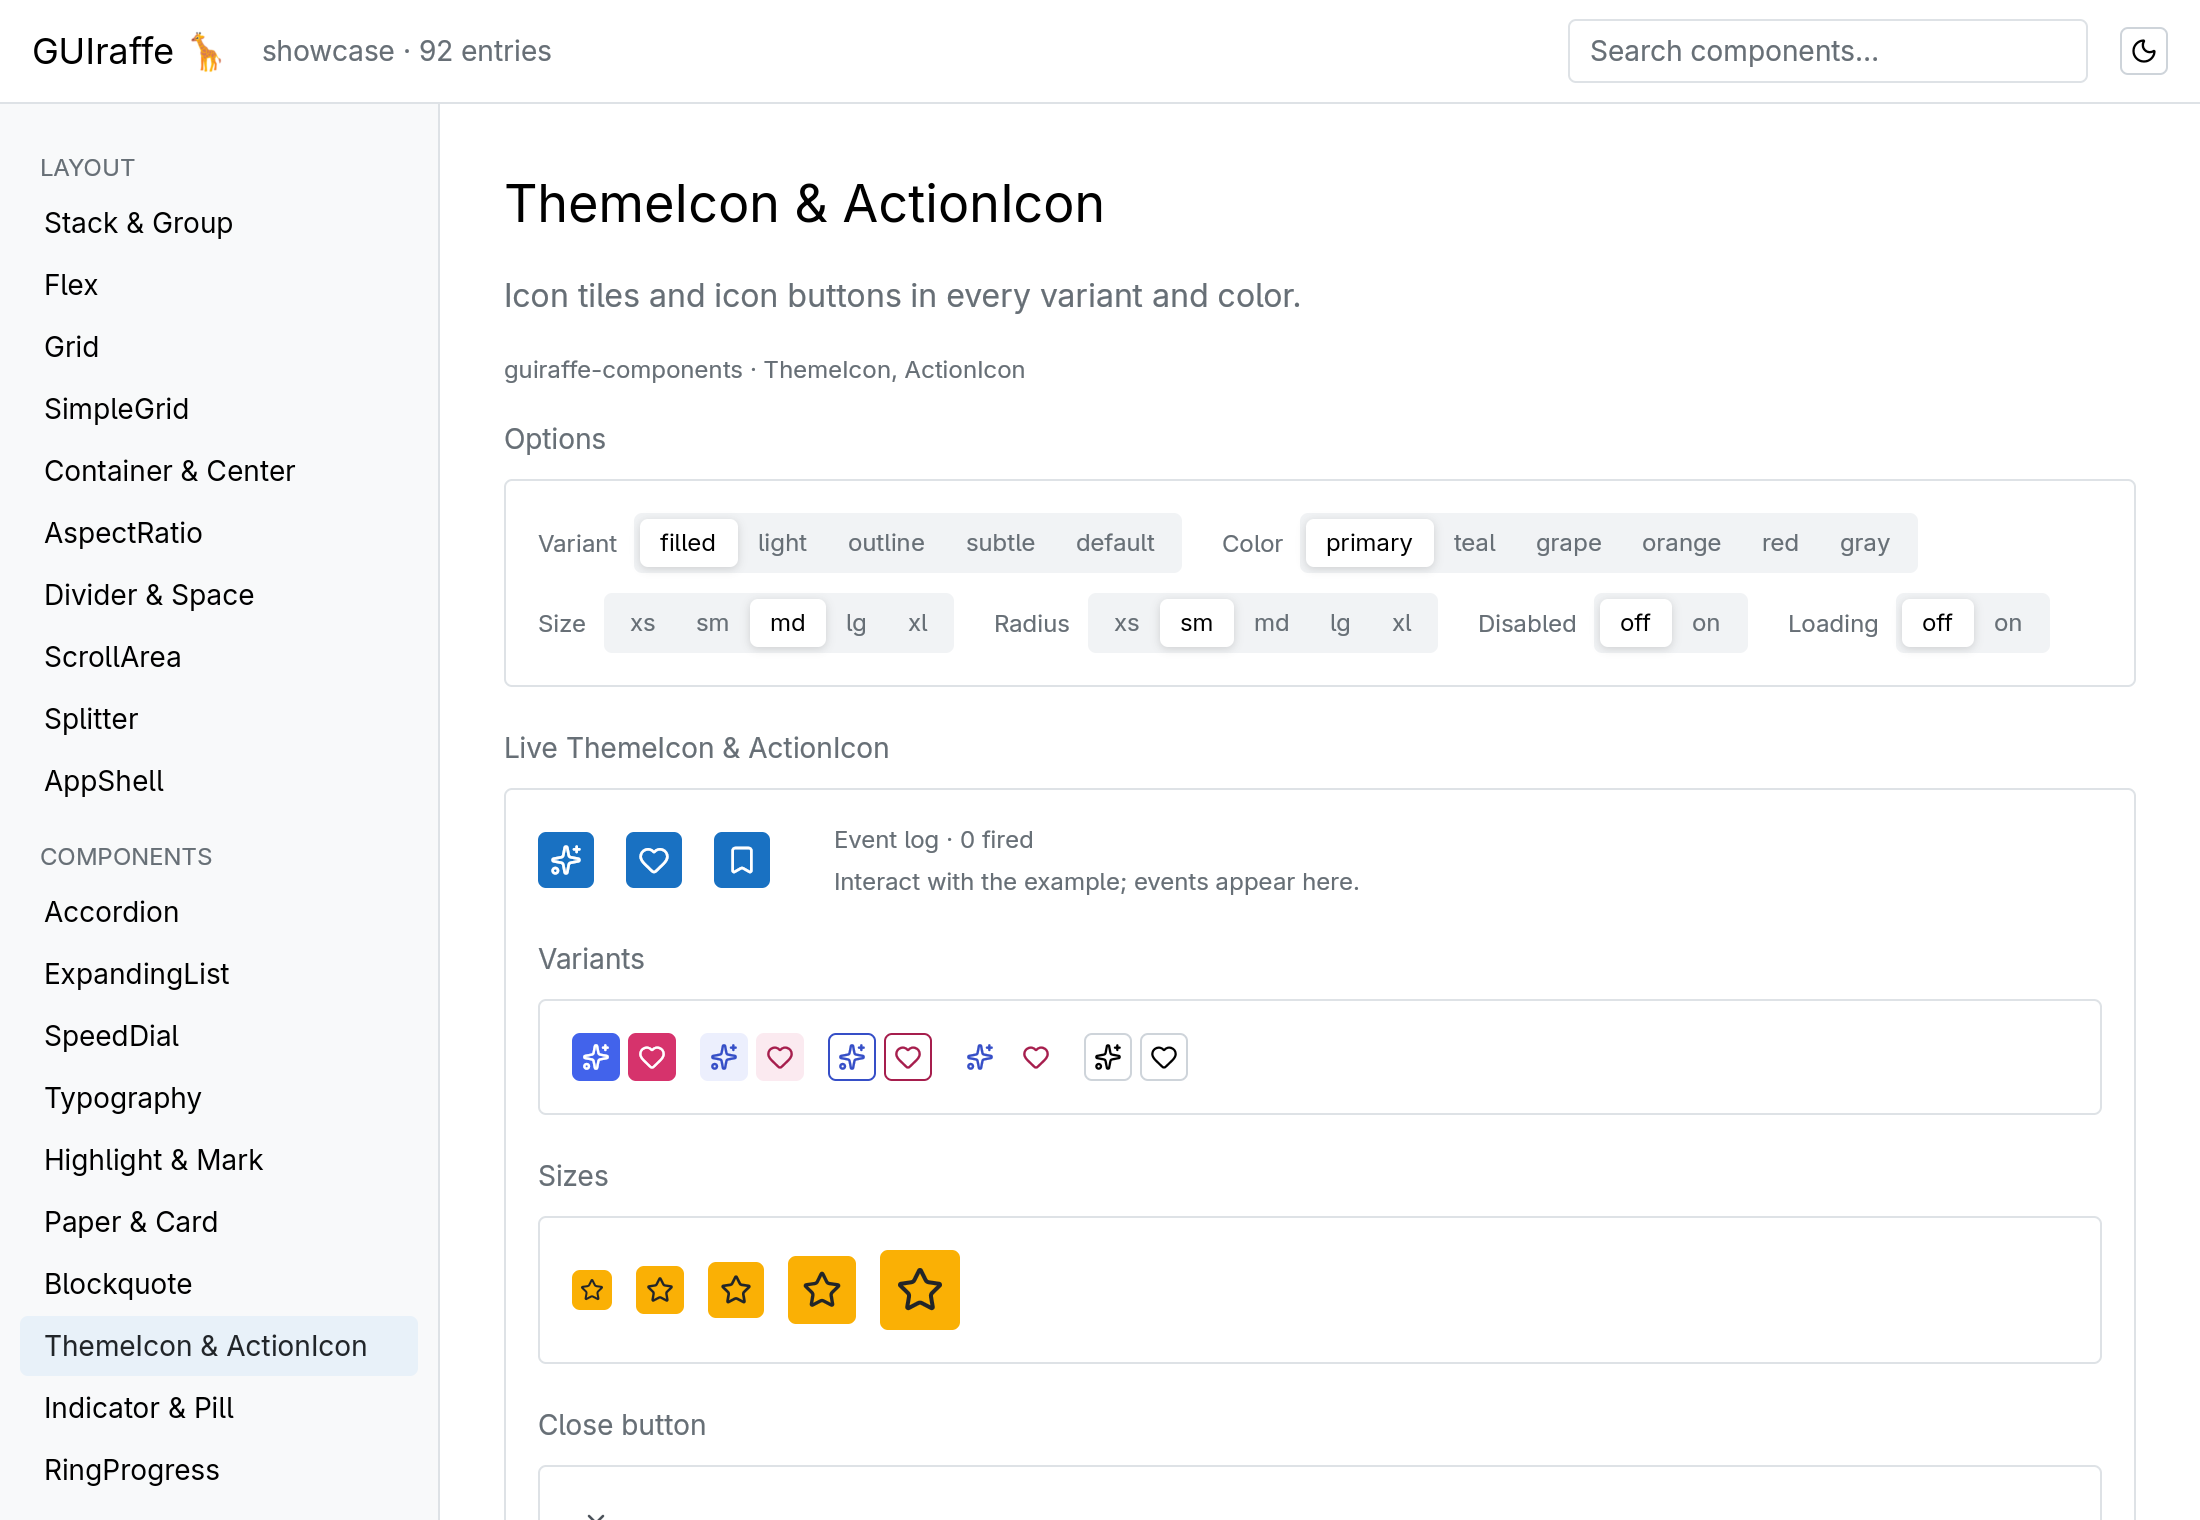 GUIraffe
showcase · 92 entries
Search components...
LAYOUT
Stack & Group
Flex
Grid
SimpleGrid
Container & Center
AspectRatio
Divider & Space
ScrollArea
Splitter
AppShell
COMPONENTS
Accordion
ExpandingList
SpeedDial
Typography
Highlight & Mark
Paper & Card
Blockquote
ThemeIcon & ActionIcon
Indicator & Pill
RingProgress
ThemeIcon & ActionIcon
Icon tiles and icon buttons in every variant and color.
guiraffe-components · ThemeIcon, ActionIcon
Options
Variant filled light outline subtle default Color primary teal grape orange red gray
Size xs sm md lg xl Radius xs sm md lg xl Disabled off on Loading off on
Live ThemeIcon & ActionIcon
Event log · 0 fired
Interact with the example; events appear here.
Variants
Sizes
Close button